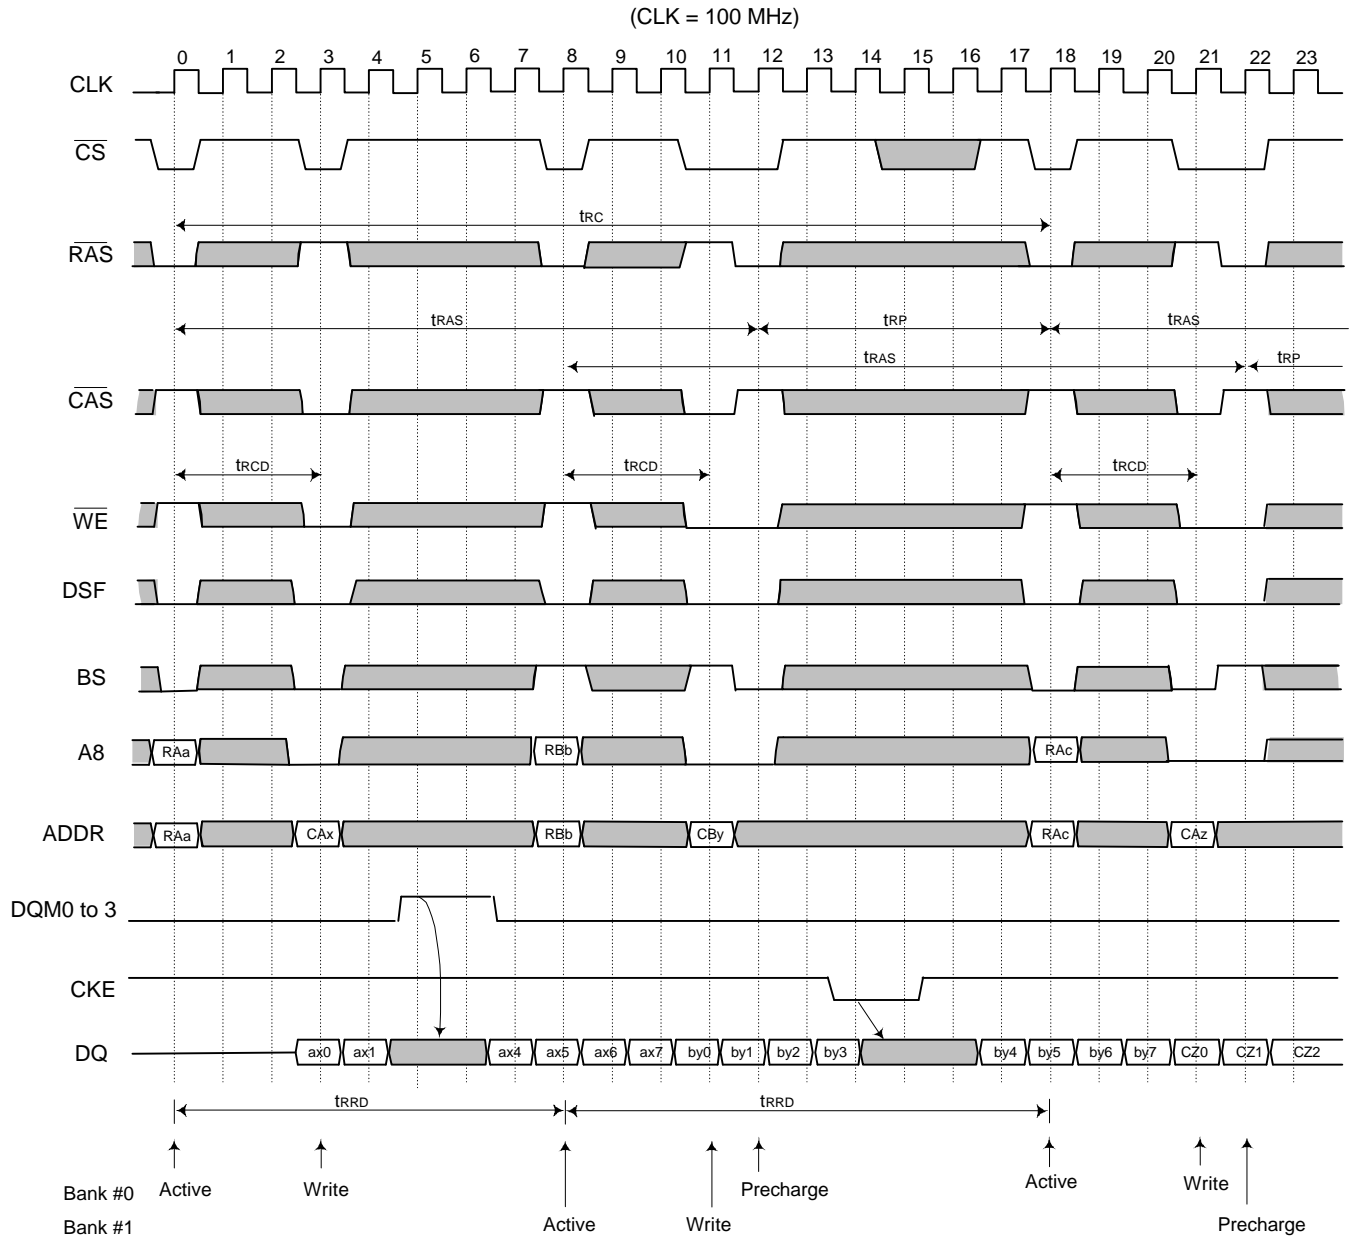 (CLK = 100 MHz)
0 1 2 3 4 5 6 7 8 9 10 11 12 13 14 15 16 17 18 19 20 21 22 23
CLK
CS
tRC
RAS
tRAS tRP tRAS
tRAS tRP
CAS
tRCD tRCD tRCD
WE
DSF
BS
A8 RAa RBb RAc
ADDR RAa CAx RBb CBy RAc CAz
DQM0 to 3
CKE
DQ ax0 ax1 ax4 ax5 ax6 ax7 by0 by1 by2 by3 by4 by5 by6 by7 CZ0 CZ1 CZ2
tRRD tRRD
Bank #0 Active Write Precharge Active Write
Bank #1 Active Write Precharge